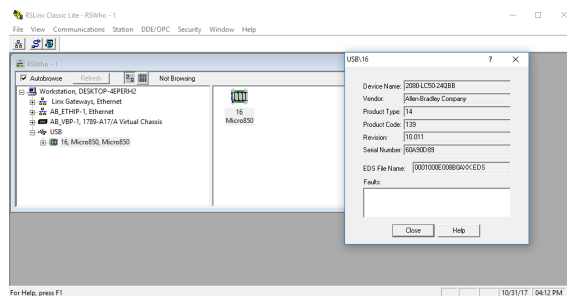 RSLinx Classic Lite - RSWho - 1
File View Communications Station DDE/OPC Security Window Help
RSWho - 1
Autobrowse Refresh Not Browsing
Workstation, DESKTOP-4EPERH2
Linx Gateways, Ethernet
AB_ETHIP-1, Ethernet
AB_VBP-1, 1789-A17/A Virtual Chassis
USB
16, Micro850, Micro850
16
Micro850
USB\16 ? X
Device Name: 2080-LC50-24QBB
Vendor: Allen-Bradley Company
Product Type: 14
Product Code: 139
Revision: 10.011
Serial Number: 60A90D89
EDS File Name: 0001000E008B0AXX.EDS
Faults:
Close Help
For Help, press F1 10/31/17 04:12 PM